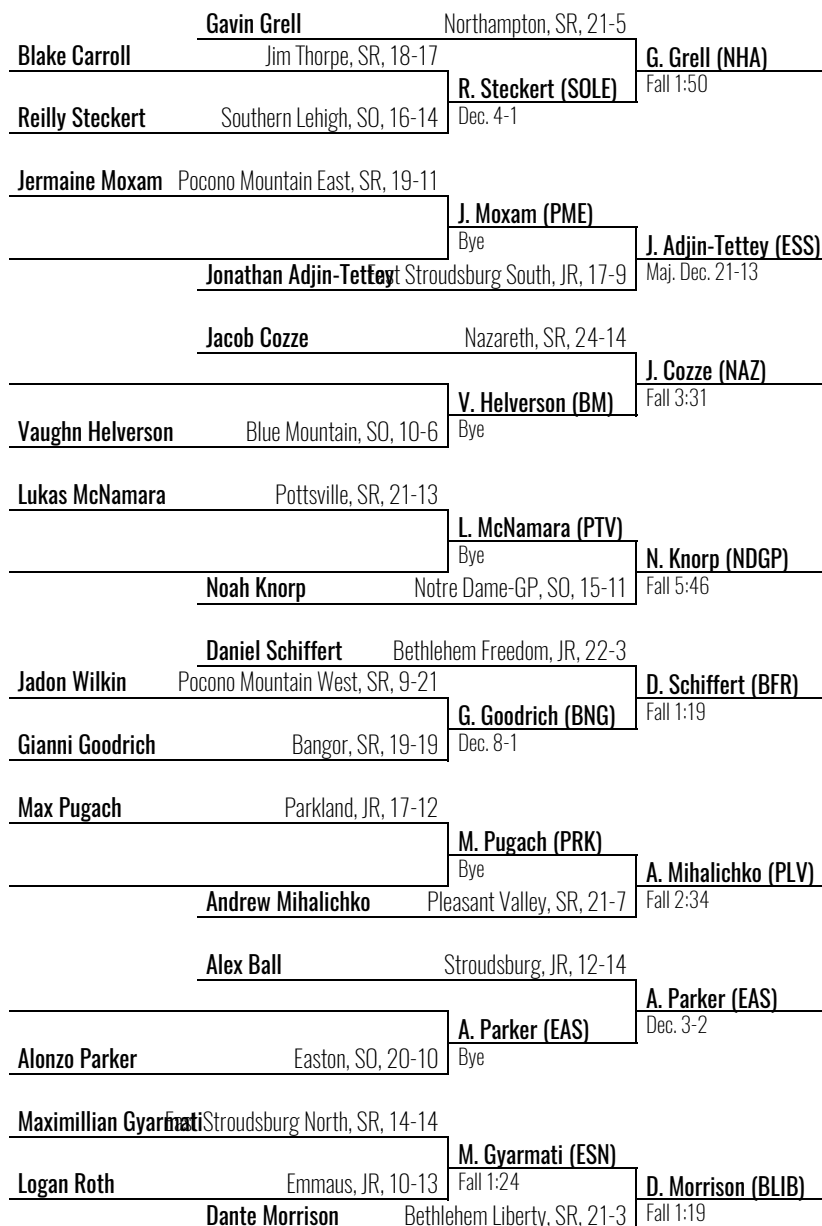 Gavin Grell Northampton, SR, 21-5
Blake Carroll Jim Thorpe, SR, 18-17
G. Grell (NHA)
Fall 1:50
R. Steckert (SOLE)
Dec. 4-1
Reilly Steckert Southern Lehigh, SO, 16-14
Jermaine Moxam Pocono Mountain East, SR, 19-11
J. Moxam (PME)
Bye
J. Adjin-Tettey (ESS)
Maj. Dec. 21-13
Jonathan Adjin-Tettey East Stroudsburg South, JR, 17-9
Jacob Cozze Nazareth, SR, 24-14
J. Cozze (NAZ)
Fall 3:31
V. Helverson (BM)
Bye
Vaughn Helverson Blue Mountain, SO, 10-6
Lukas McNamara Pottsville, SR, 21-13
L. McNamara (PTV)
Bye
N. Knorp (NDGP)
Fall 5:46
Noah Knorp Notre Dame-GP, SO, 15-11
Daniel Schiffert Bethlehem Freedom, JR, 22-3
Jadon Wilkin Pocono Mountain West, SR, 9-21
D. Schiffert (BFR)
Fall 1:19
G. Goodrich (BNG)
Dec. 8-1
Gianni Goodrich Bangor, SR, 19-19
Max Pugach Parkland, JR, 17-12
M. Pugach (PRK)
Bye
A. Mihalichko (PLV)
Fall 2:34
Andrew Mihalichko Pleasant Valley, SR, 21-7
Alex Ball Stroudsburg, JR, 12-14
A. Parker (EAS)
Dec. 3-2
A. Parker (EAS)
Bye
Alonzo Parker Easton, SO, 20-10
Maximillian Gyarmati East Stroudsburg North, SR, 14-14
M. Gyarmati (ESN)
Fall 1:24
Logan Roth Emmaus, JR, 10-13
D. Morrison (BLIB)
Fall 1:19
Dante Morrison Bethlehem Liberty, SR, 21-3